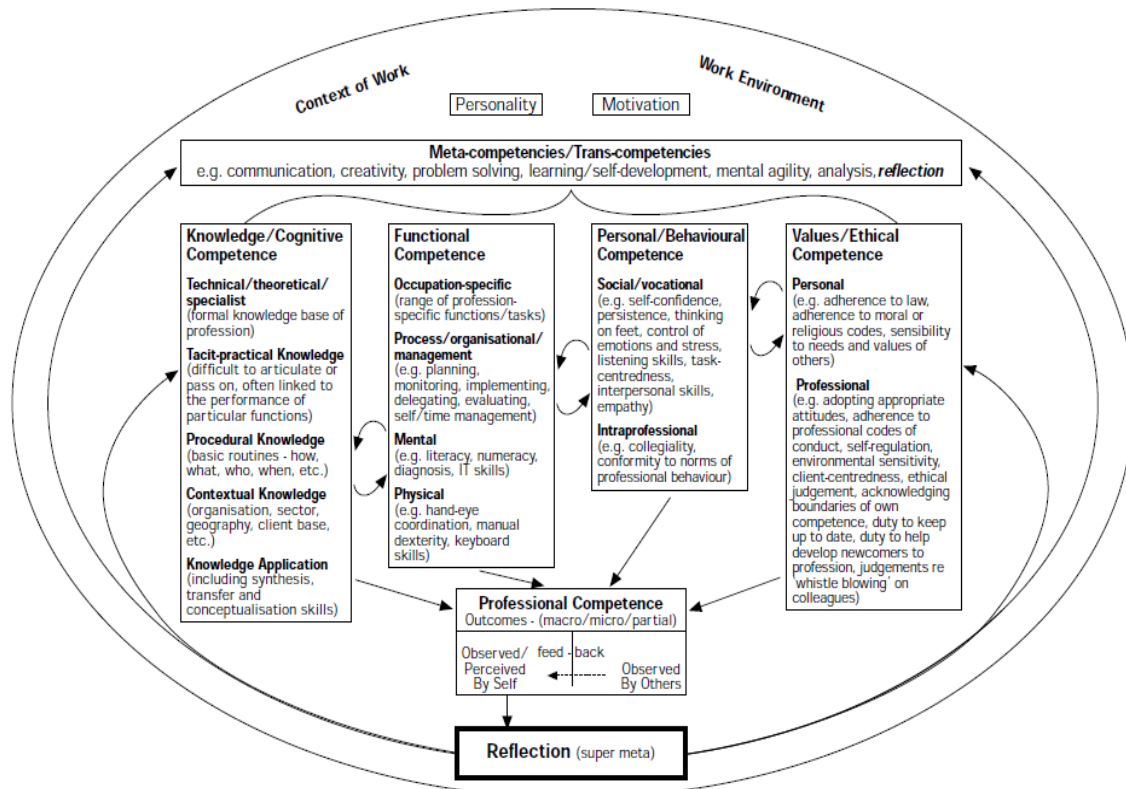 Context of Work
Work Environment
Personality
Motivation
Meta-competencies/Trans-competencies
e.g. communication, creativity, problem solving, learning/self-development, mental agility, analysis,reflection
Knowledge/Cognitive
Competence
Technical/theoretical/
specialist
(formal knowledge base of
profession)
Tacit-practical Knowledge
(difficult to articulate or
pass on, often linked to
the performance of
particular functions)
Procedural Knowledge
(basic routines - how,
what, who, when, etc.)
Contextual Knowledge
(organisation, sector,
geography, client base,
etc.)
Knowledge Application
(including synthesis,
transfer and
conceptualisation skills)
Functional
Competence
Occupation-specific
(range of profession-
specific functions/tasks)
Process/organisational/
management
(e.g. planning,
monitoring, implementing,
delegating, evaluating,
self/time management)
Mental
(e.g. literacy, numeracy,
diagnosis, IT skills)
Physical
(e.g. hand-eye
coordination, manual
dexterity, keyboard
skills)
Personal/Behavioural
Competence
Social/vocational
(e.g. self-confidence,
persistence, thinking
on feet, control of
emotions and stress,
listening skills, task-
centredness,
interpersonal skills,
empathy)
Intraprofessional
(e.g. collegiality,
conformity to norms of
professional behaviour)
Values/Ethical
Competence
Personal
(e.g. adherence to law,
adherence to moral or
religious codes, sensibility
to needs and values of
others)
Professional
(e.g. adopting appropriate
attitudes, adherence to
professional codes of
conduct, self-regulation,
environmental sensitivity,
client-centredness, ethical
judgement, acknowledging
boundaries of own
competence, duty to keep
up to date, duty to help
develop newcomers to
profession, judgements re
‘whistle blowing’ on
colleagues)
Professional Competence
Outcomes - (macro/micro/partial)
Observed/
Perceived
By Self
feed - back
Observed
By Others
Reflection (super meta)